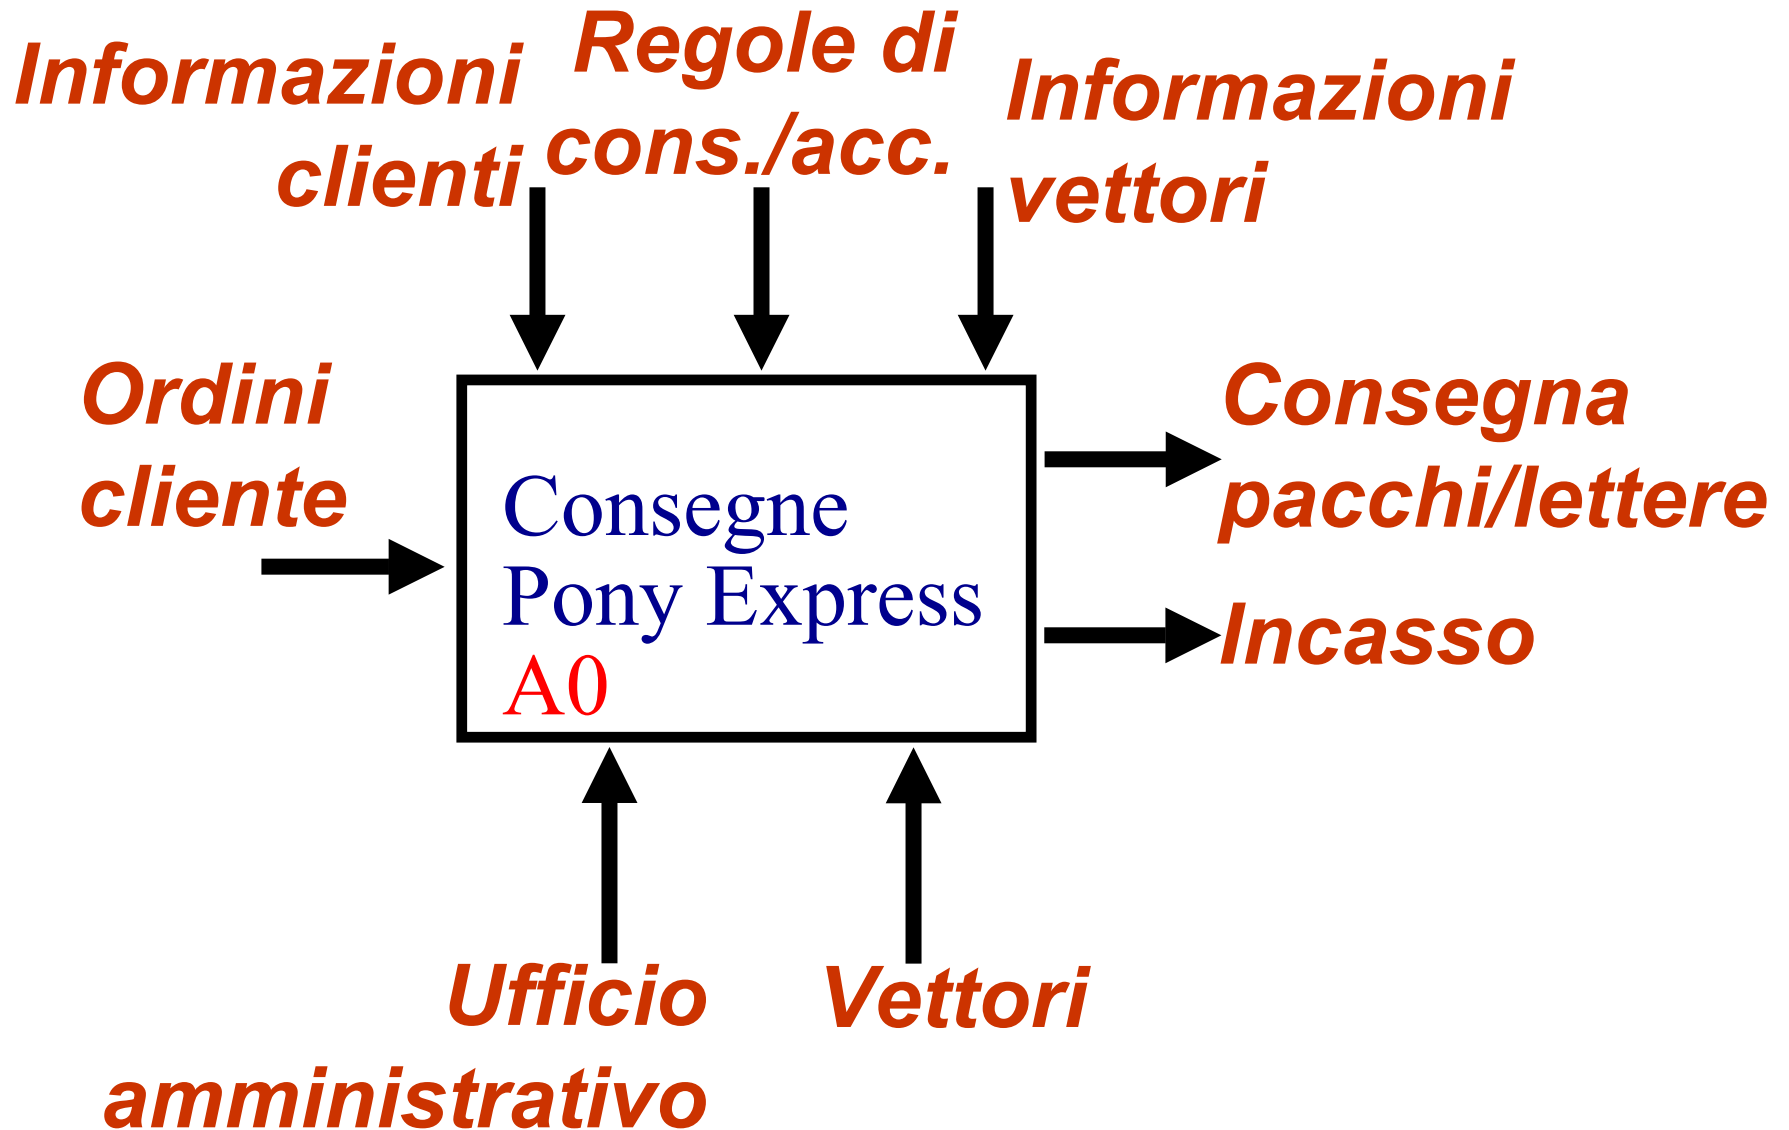 Informazioni
clienti
Regole di
cons./acc.
Informazioni
vettori
Ordini
cliente
Consegne
Pony Express
A0
Consegna
pacchi/lettere
Incasso
Ufficio
amministrativo
Vettori